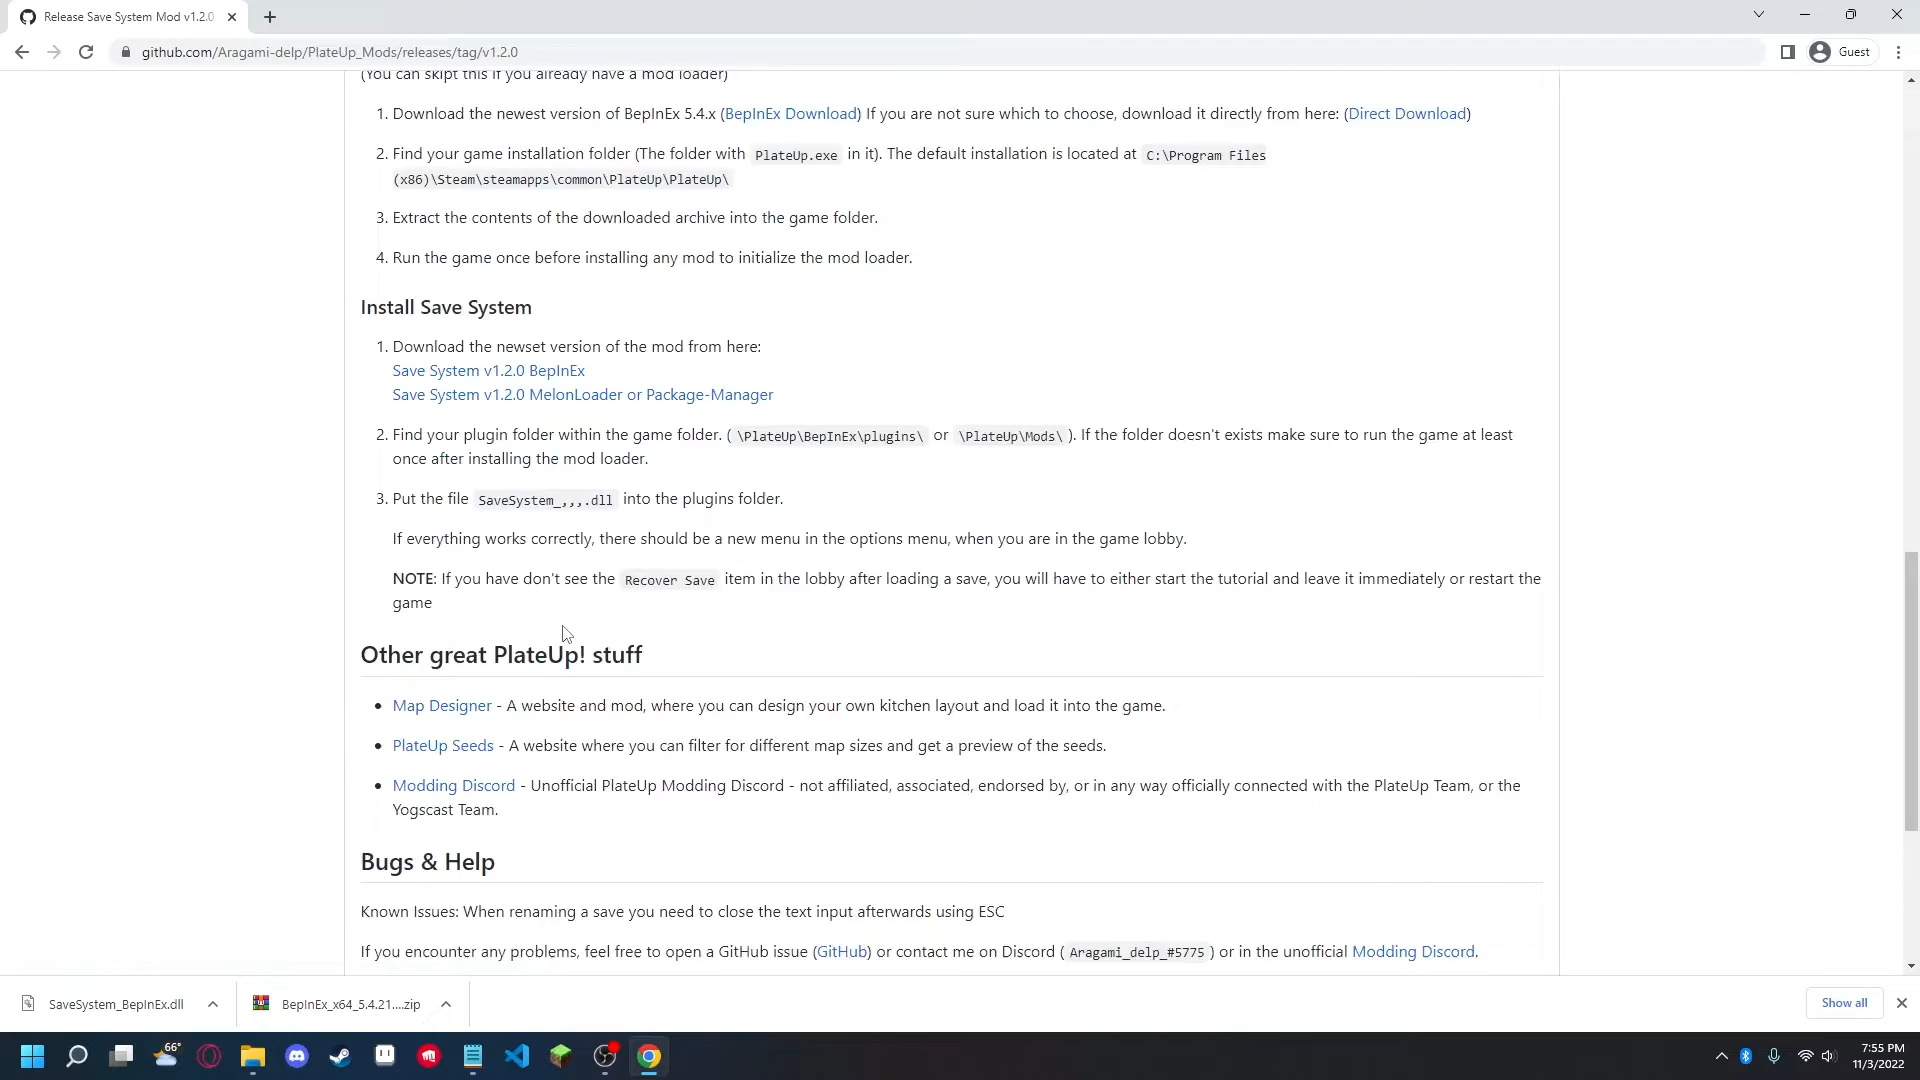 Release Save System Mod v1.2.0
github.com/Aragami-delp/PlateUp_Mods/releases/tag/v1.2.0
Guest
(You can skipt this if you already have a mod loader)
1. Download the newest version of BepInEx 5.4.x (BepInEx Download) If you are not sure which to choose, download it directly from here: (Direct Download)
2. Find your game installation folder (The folder with PlateUp.exe in it). The default installation is located at C:\Program Files
(x86)\Steam\steamapps\common\PlateUp\PlateUp\
3. Extract the contents of the downloaded archive into the game folder.
4. Run the game once before installing any mod to initialize the mod loader.
Install Save System
1. Download the newset version of the mod from here:
Save System v1.2.0 BepInEx
Save System v1.2.0 MelonLoader or Package-Manager
2. Find your plugin folder within the game folder. ( \PlateUp\BepInEx\plugins\ or \PlateUp\Mods\ ). If the folder doesn't exists make sure to run the game at least
once after installing the mod loader.
3. Put the file SaveSystem_,,,.dll into the plugins folder.
If everything works correctly, there should be a new menu in the options menu, when you are in the game lobby.
NOTE: If you have don't see the Recover Save item in the lobby after loading a save, you will have to either start the tutorial and leave it immediately or restart the
game
Other great PlateUp! stuff
• Map Designer - A website and mod, where you can design your own kitchen layout and load it into the game.
• PlateUp Seeds - A website where you can filter for different map sizes and get a preview of the seeds.
• Modding Discord - Unofficial PlateUp Modding Discord - not affiliated, associated, endorsed by, or in any way officially connected with the PlateUp Team, or the
Yogscast Team.
Bugs & Help
Known Issues: When renaming a save you need to close the text input afterwards using ESC
If you encounter any problems, feel free to open a GitHub issue (GitHub) or contact me on Discord ( Aragami_delp_#5775 ) or in the unofficial Modding Discord.
SaveSystem_BepInEx.dll
BepInEx_x64_5.4.21....zip
Show all
66°
7:55 PM
11/3/2022